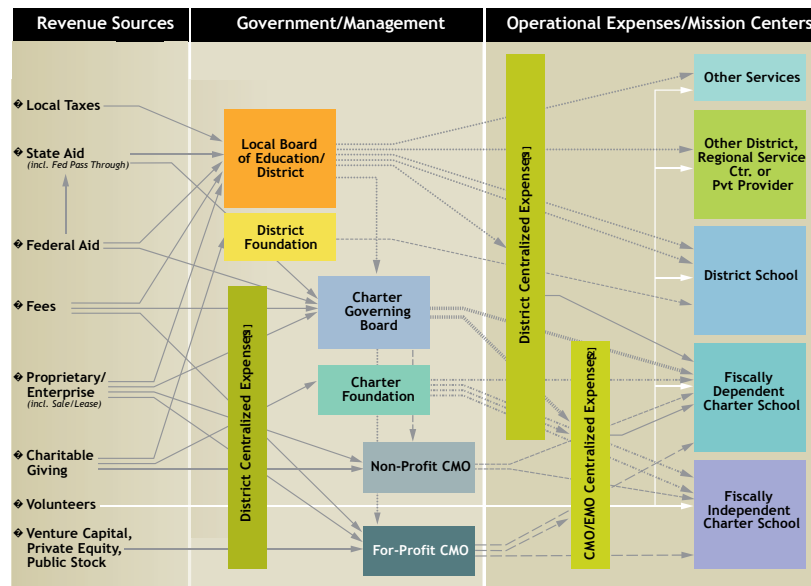 Revenue Sources
Government/Management
Operational Expenses/Mission Centers
� Local Taxes
� State Aid
(incl. Fed Pass Through)
� Federal Aid
� Fees
� Proprietary/
Enterprise
(incl. Sale/Lease)
� Charitable
Giving
� Volunteers
� Venture Capital,
Private Equity,
Public Stock
Local Board
of Education/
District
District
Foundation
District Centralized Expenses
Charter
Governing
Board
Charter
Foundation
Non-Profit CMO
For-Profit CMO
District Centralized Expenses
CMO/EMO Centralized Expenses
Other Services
Other District,
Regional Service
Ctr. or
Pvt Provider
District School
Fiscally
Dependent
Charter School
Fiscally
Independent
Charter School